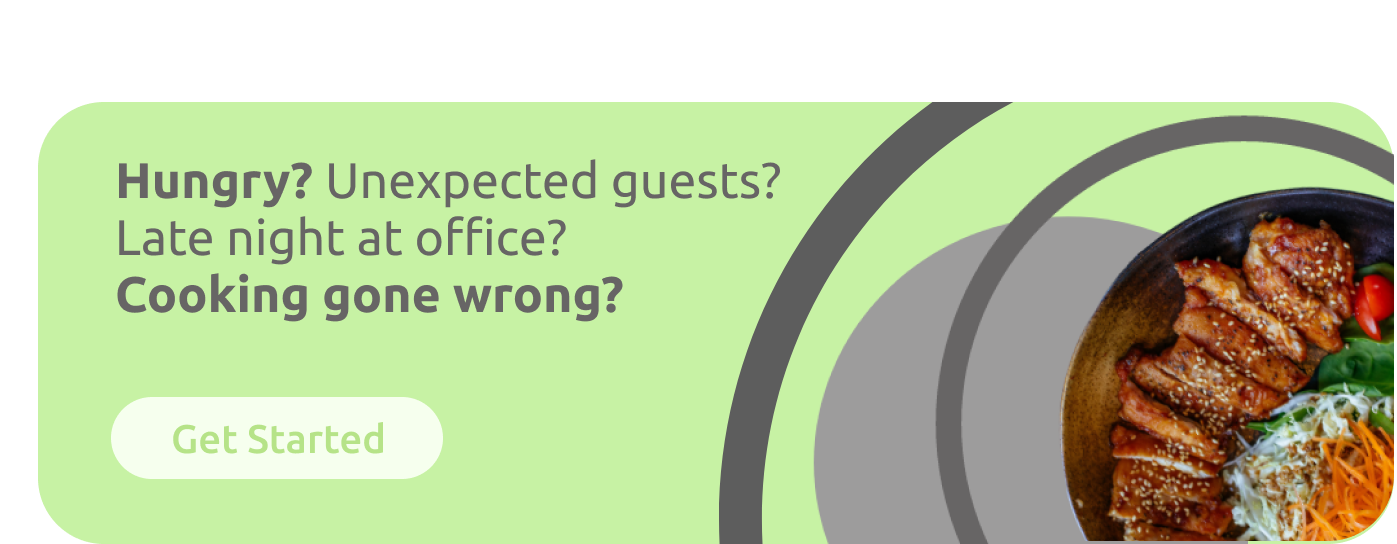 Hungry? Unexpected guests?
Late night at office?
Cooking gone wrong?
Get Started